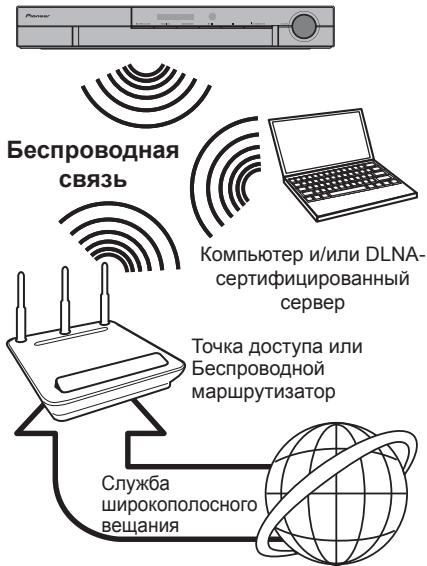 Pioneer
Беспроводная
связь
Компьютер и/или DLNA-
сертифицированный
сервер
Точка доступа или
Беспроводной
маршрутизатор
Служба
широкополосного
вещания